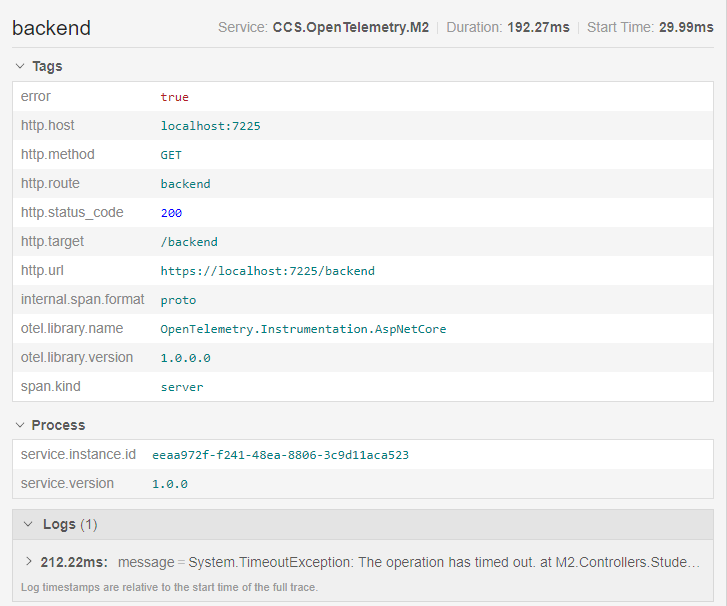 backend Service: CCS.OpenTelemetry.M2 Duration: 192.27ms Start Time: 29.99ms
Tags
error true
http.host localhost:7225
http.method GET
http.route backend
http.status_code 200
http.target /backend
http.url https://localhost:7225/backend
internal.span.format proto
otel.library.name OpenTelemetry.Instrumentation.AspNetCore
otel.library.version 1.0.0.0
span.kind server
Process
service.instance.id eeaa972f-f241-48ea-8806-3c9d11aca523
service.version 1.0.0
Logs (1)
212.22ms: message = System.TimeoutException: The operation has timed out. at M2.Controllers.Stude...
Log timestamps are relative to the start time of the full trace.